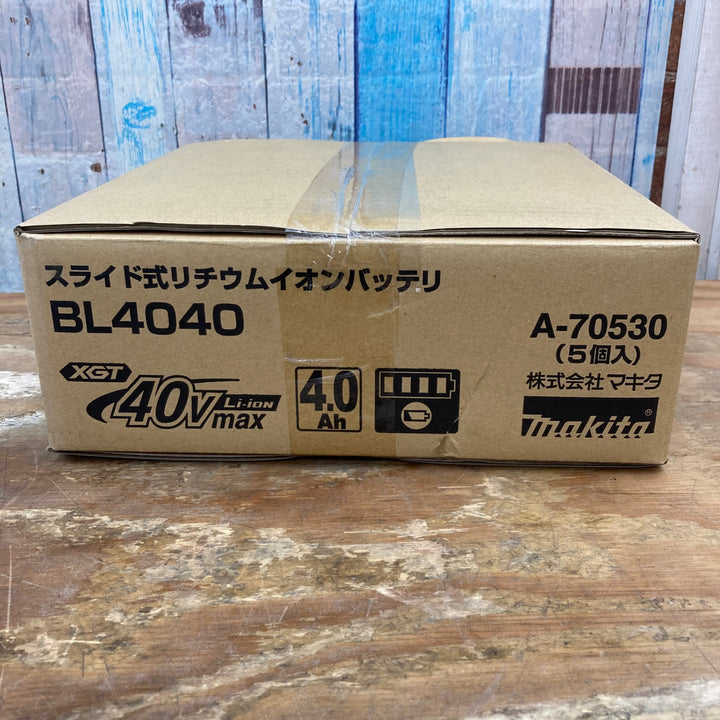 スライド式リチウムイオンバッテリ
BL4040
A-70530
(5個入)
株式会社マキタ
XGT
40Vmax Li-ion
4.0
Ah
makita®